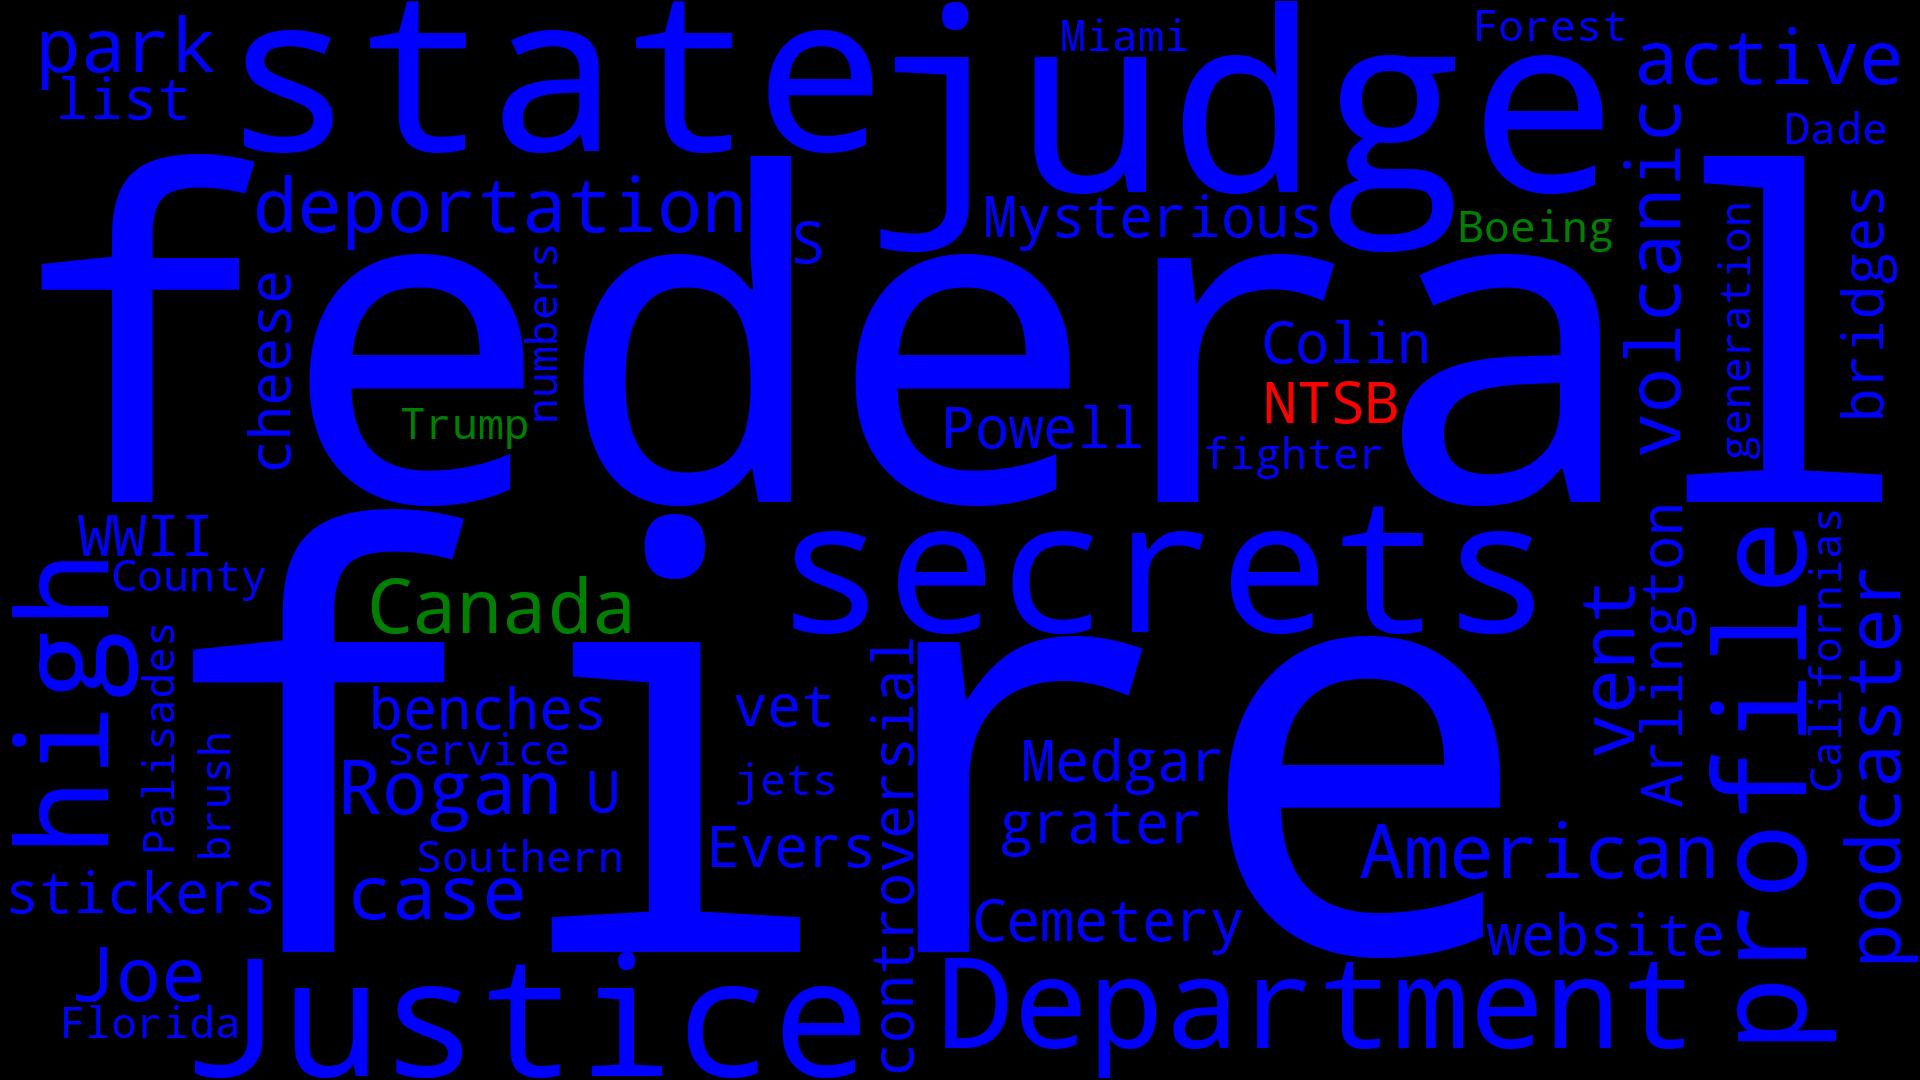 park
state
judge
Miami
Forest
active
list
Dade
volcanic
federal
deportation
S
Mysterious
Boeing
generation
bridges
cheese
numbers
Colin
NTSB
Trump
Powell
fighter
WWII
County
high
fire
Canada
secrets
vent
Arlington
profile
Californias
podcaster
Palisades
brush
benches
Service
Rogan
U
vet
jets
controversial
Medgar
grater
Evers
Southern
case
American
stickers
Cemetery
website
Joe
Florida
Justice
Department